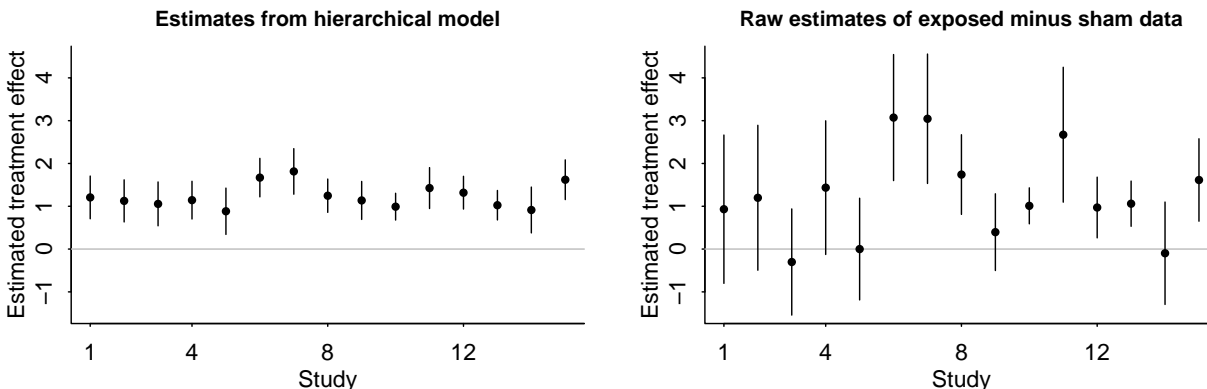 Estimates from hierarchical model
Estimated treatment effect
4
3
2
1
0
−1
1 4 8 12
Study
Raw estimates of exposed minus sham data
Estimated treatment effect
4
3
2
1
0
−1
1 4 8 12
Study